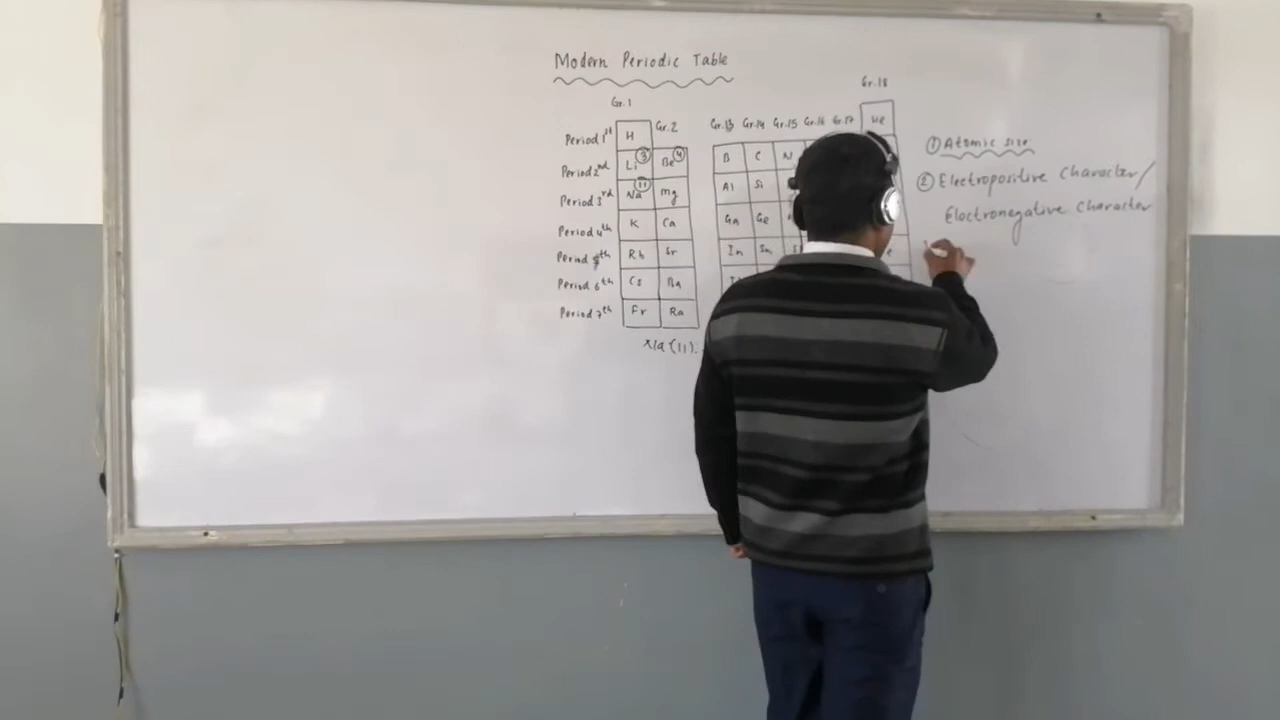 Modern Periodic Table
Gr.18
Gr.1
Gr.2 Gr.13 Gr.14 Gr.15 Gr.16 Gr.17 He
Period 1st H
Period 2nd Li 3 Be 4 B C N
Period 3rd Na 11 Mg Al Si
Period 4th K Ca Ga Ge
Period 5th Rb Sr In Sn
Period 6th Cs Ba
Period 7th Fr Ra
Na (11).
① Atomic size
② Electropositive Character/
Electronegative Character